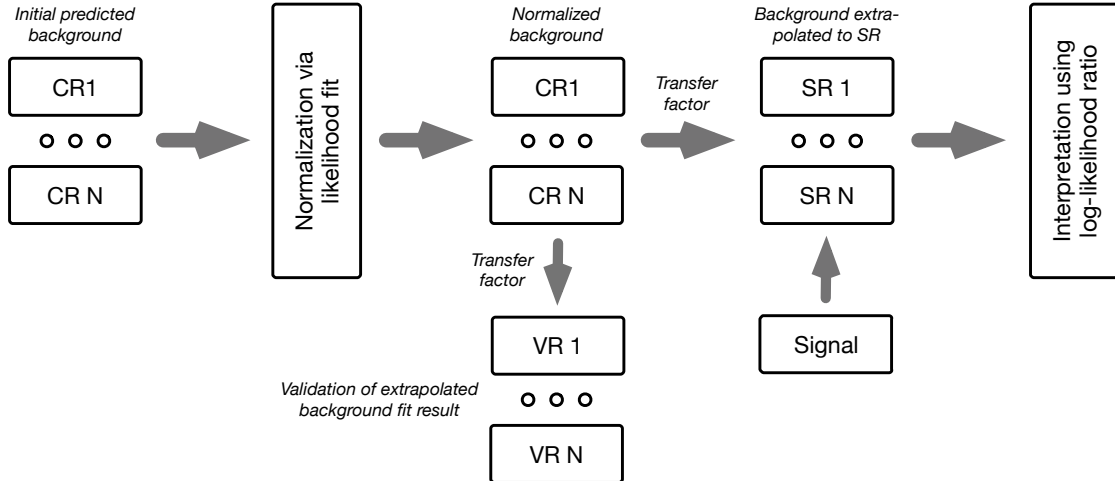 Initial predicted
background
CR1
CR N
Normalization via
likelihood fit
Normalized
background
CR1
CR N
Transfer
factor
Transfer
factor
VR 1
VR N
Validation of extrapolated
background fit result
Background extra-
polated to SR
SR 1
SR N
Signal
Interpretation using
log-likelihood ratio